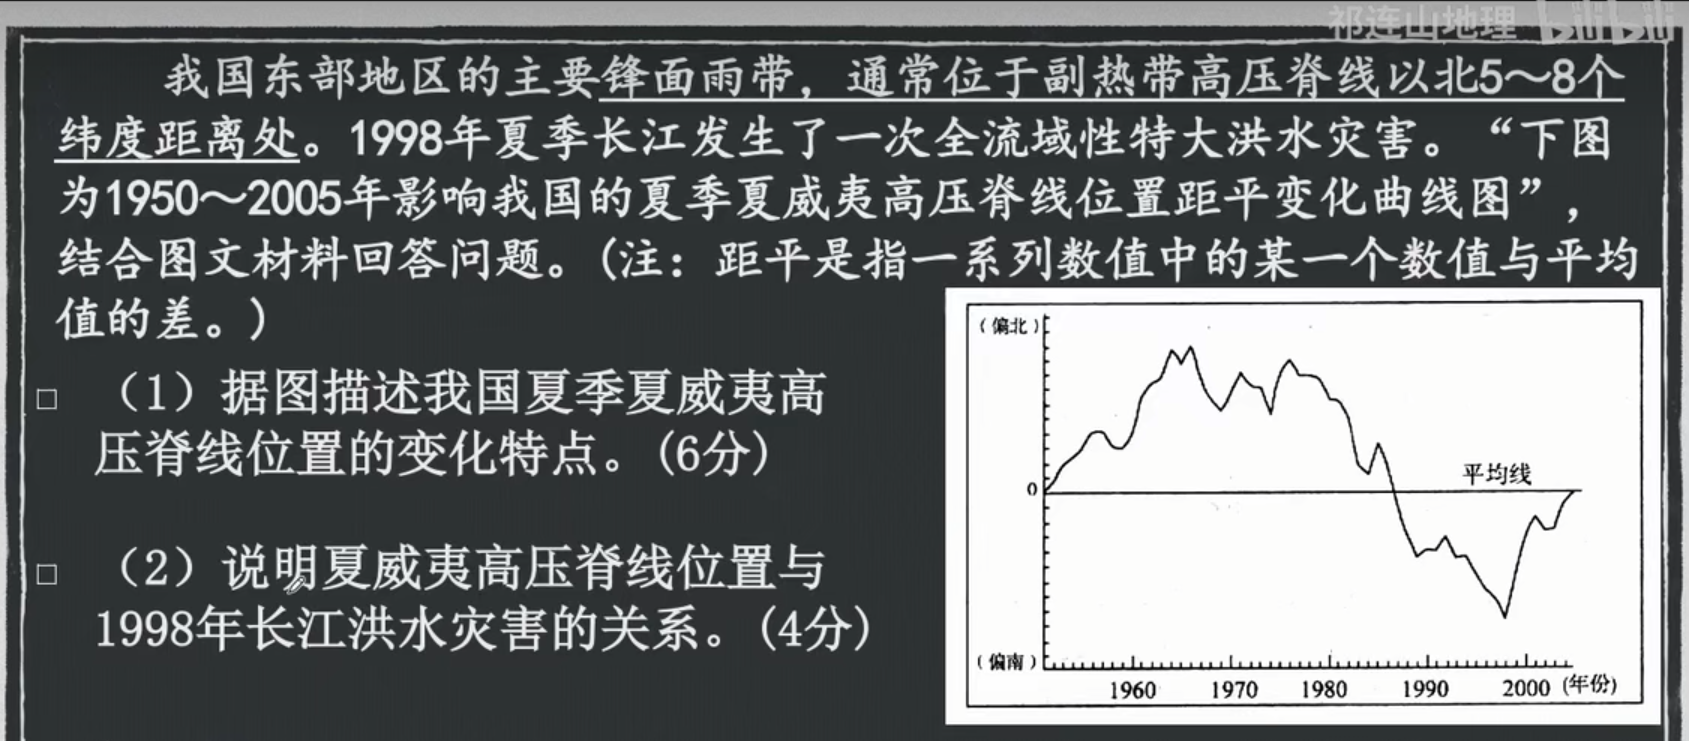 祁连山地理 bilibili
我国东部地区的主要锋面雨带，通常位于副热带高压脊线以北5～8个
纬度距离处。1998年夏季长江发生了一次全流域性特大洪水灾害。“下图
为1950～2005年影响我国的夏季夏威夷高压脊线位置距平变化曲线图”，
结合图文材料回答问题。(注：距平是指一系列数值中的某一个数值与平均
值的差。)
□ （1）据图描述我国夏季夏威夷高
压脊线位置的变化特点。(6分)
□ （2）说明夏威夷高压脊线位置与
1998年长江洪水灾害的关系。(4分)
（偏北）
0
平均线
（偏南）
1960 1970 1980 1990 2000 (年份)